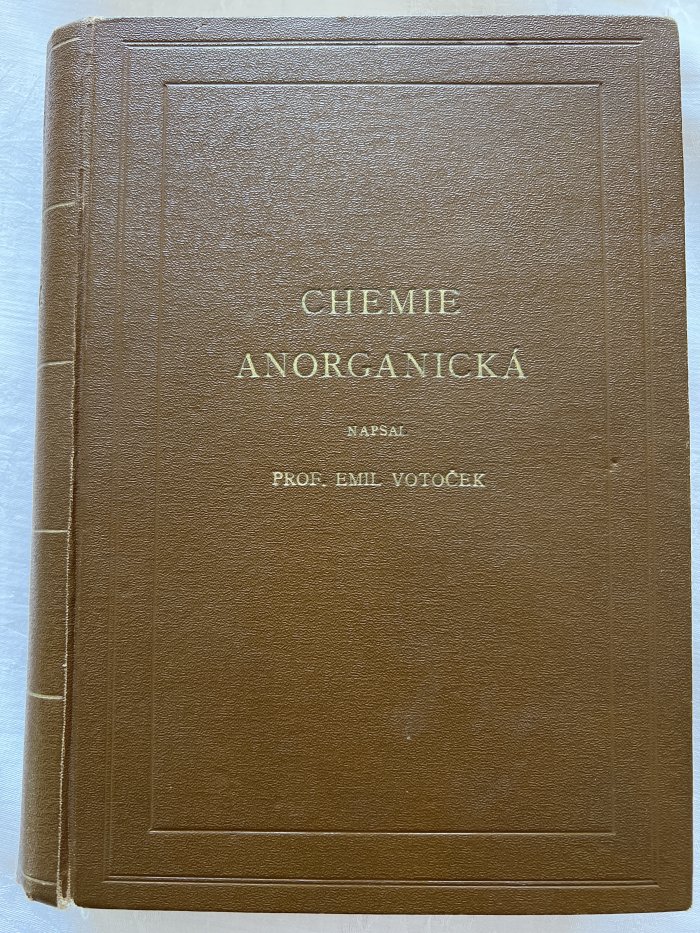 CHEMIE
ANORGANICKÁ
NAPSAL
PROF. EMIL VOTOČEK